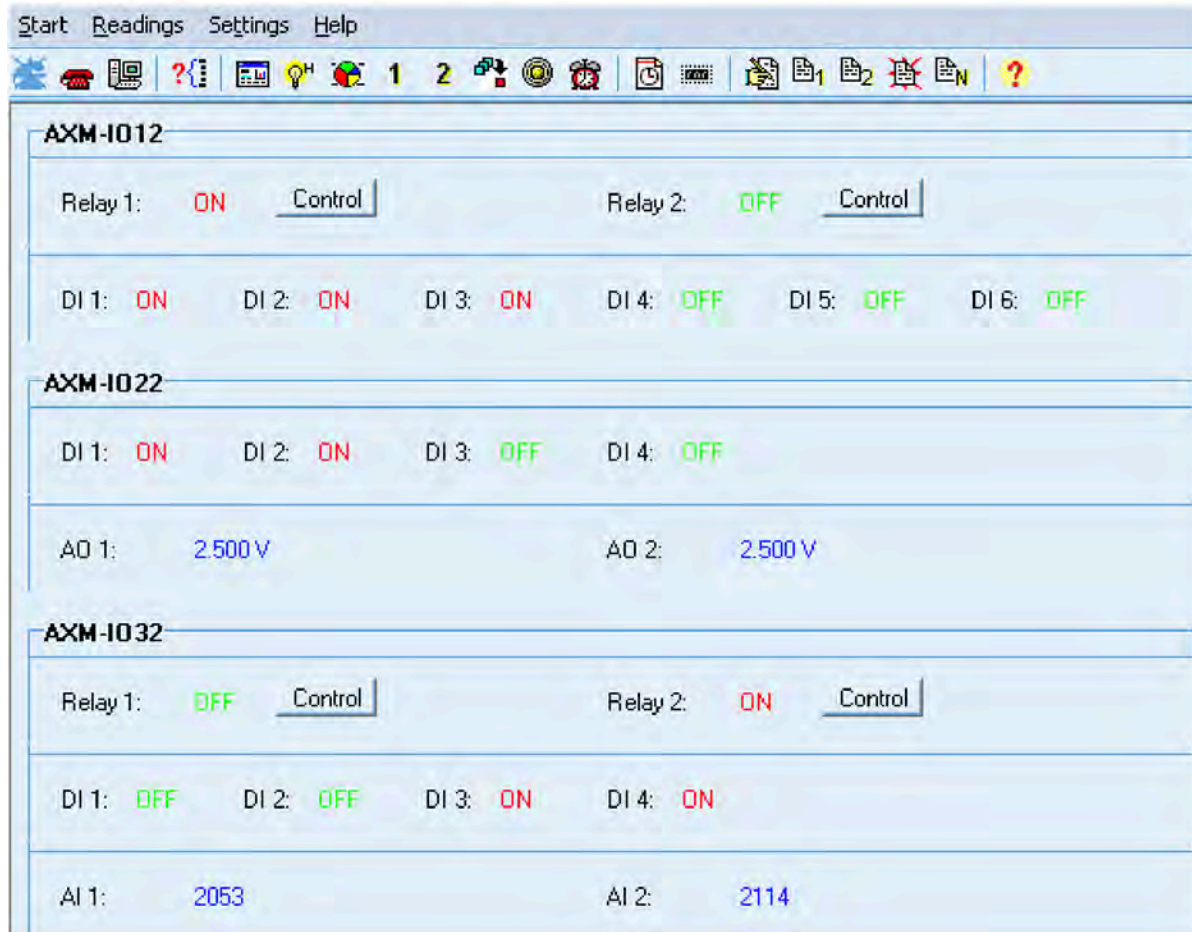 Start Readings Settings Help
?{ H 1 2 1 2 N ?
AXM-IO12
Relay 1: ON Control Relay 2: OFF Control
DI 1: ON DI 2: ON DI 3: ON DI 4: OFF DI 5: OFF DI 6: OFF
AXM-IO22
DI 1: ON DI 2: ON DI 3: OFF DI 4: OFF
AO 1: 2.500 V AO 2: 2.500 V
AXM-IO32
Relay 1: OFF Control Relay 2: ON Control
DI 1: OFF DI 2: OFF DI 3: ON DI 4: ON
AI 1: 2053 AI 2: 2114